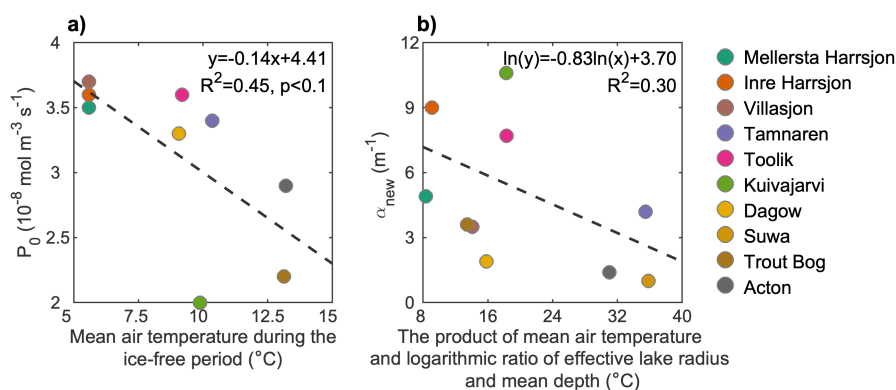 a)
y=-0.14x+4.41
R²=0.45, p<0.1
4
3.5
3
2.5
2
P₀ (10⁻⁸ mol m⁻³ s⁻¹)
5 7.5 10 12.5 15
Mean air temperature during the
ice-free period (°C)
b)
ln(y)=-0.83ln(x)+3.70
R²=0.30
12
9
6
3
0
α_new (m⁻¹)
8 16 24 32 40
The product of mean air temperature
and logarithmic ratio of effective lake radius
and mean depth (°C)
Mellersta Harrsjon
Inre Harrsjon
Villasjon
Tamnaren
Toolik
Kuivajarvi
Dagow
Suwa
Trout Bog
Acton